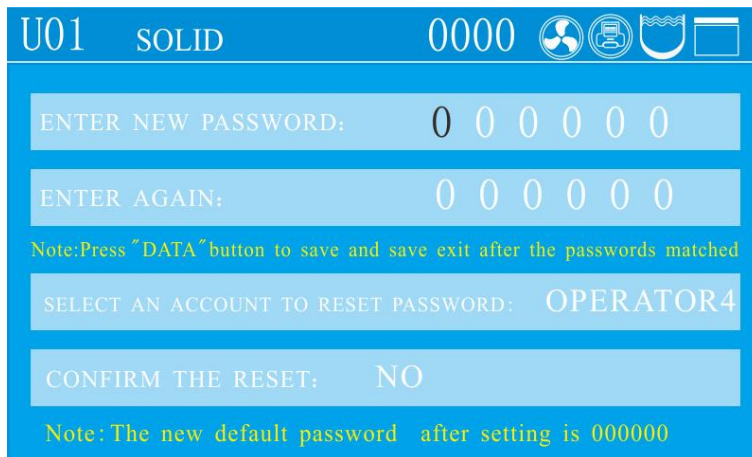 U01 SOLID 0000
ENTER NEW PASSWORD: 0 0 0 0 0 0
ENTER AGAIN: 0 0 0 0 0 0
Note:Press "DATA" button to save and save exit after the passwords matched
SELECT AN ACCOUNT TO RESET PASSWORD: OPERATOR4
CONFIRM THE RESET: NO
Note: The new default password after setting is 000000